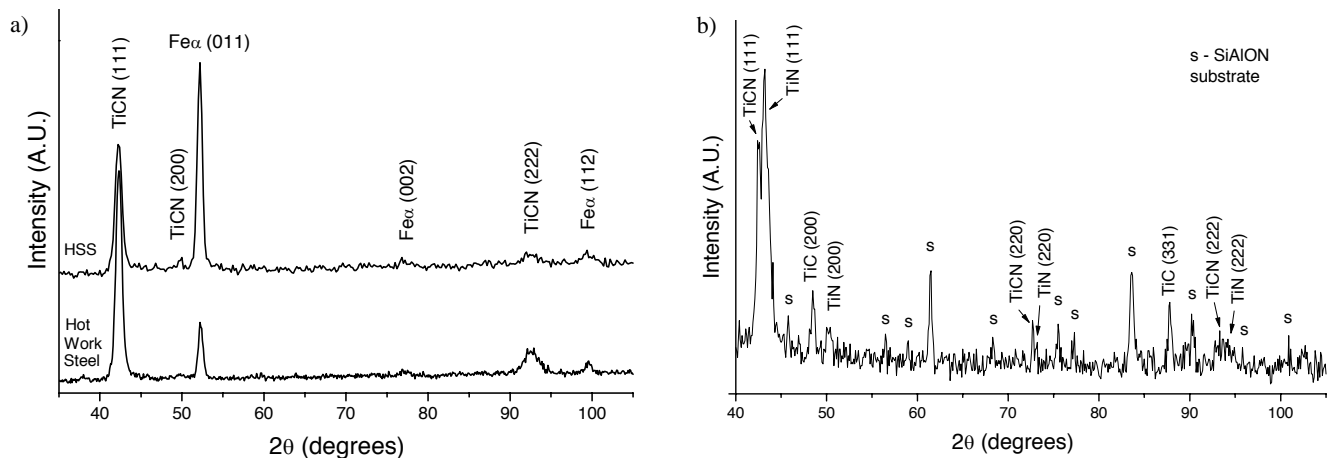 a)
Intensity (A.U.)
TiCN (111)
TiCN (200)
Feα (011)
Feα (002)
TiCN (222)
Feα (112)
HSS
Hot
Work
Steel
40 50 60 70 80 90 100
2θ (degrees)
b)
Intensity (A.U.)
TiCN (111)
TiN (111)
s - SiAlON
substrate
s
TiC (200)
TiN (200)
s
s
s
s
TiCN (220)
TiN (220)
s
s
s
TiC (331)
s
TiCN (222)
TiN (222)
s
s
40 50 60 70 80 90 100
2θ (degrees)